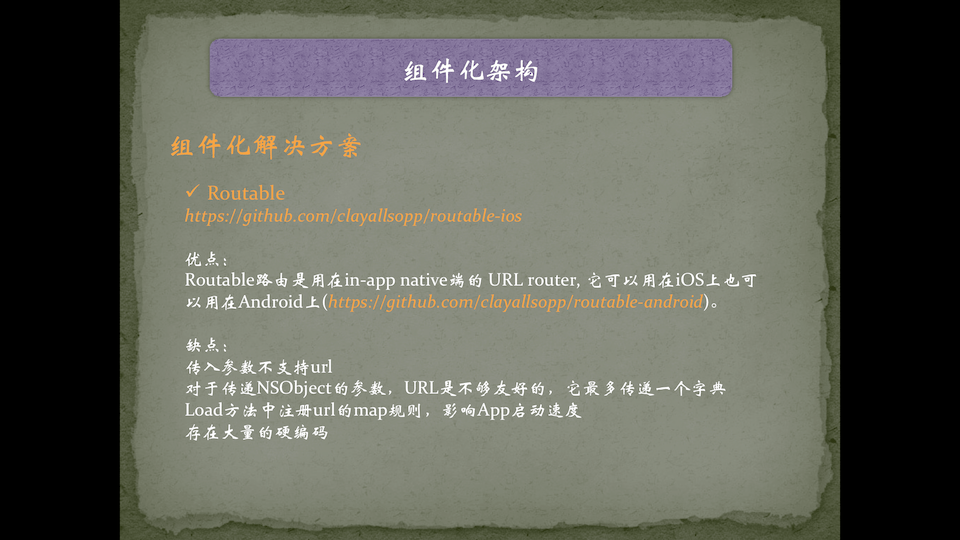 组件化架构
组件化解决方案
✓ Routable
https://github.com/clayallsopp/routable-ios
优点：
Routable路由是用在in-app native端的 URL router, 它可以用在iOS上也可
以用在Android上(https://github.com/clayallsopp/routable-android)。
缺点：
传入参数不支持url
对于传递NSObject的参数，URL是不够友好的，它最多传递一个字典
Load方法中注册url的map规则，影响App启动速度
存在大量的硬编码